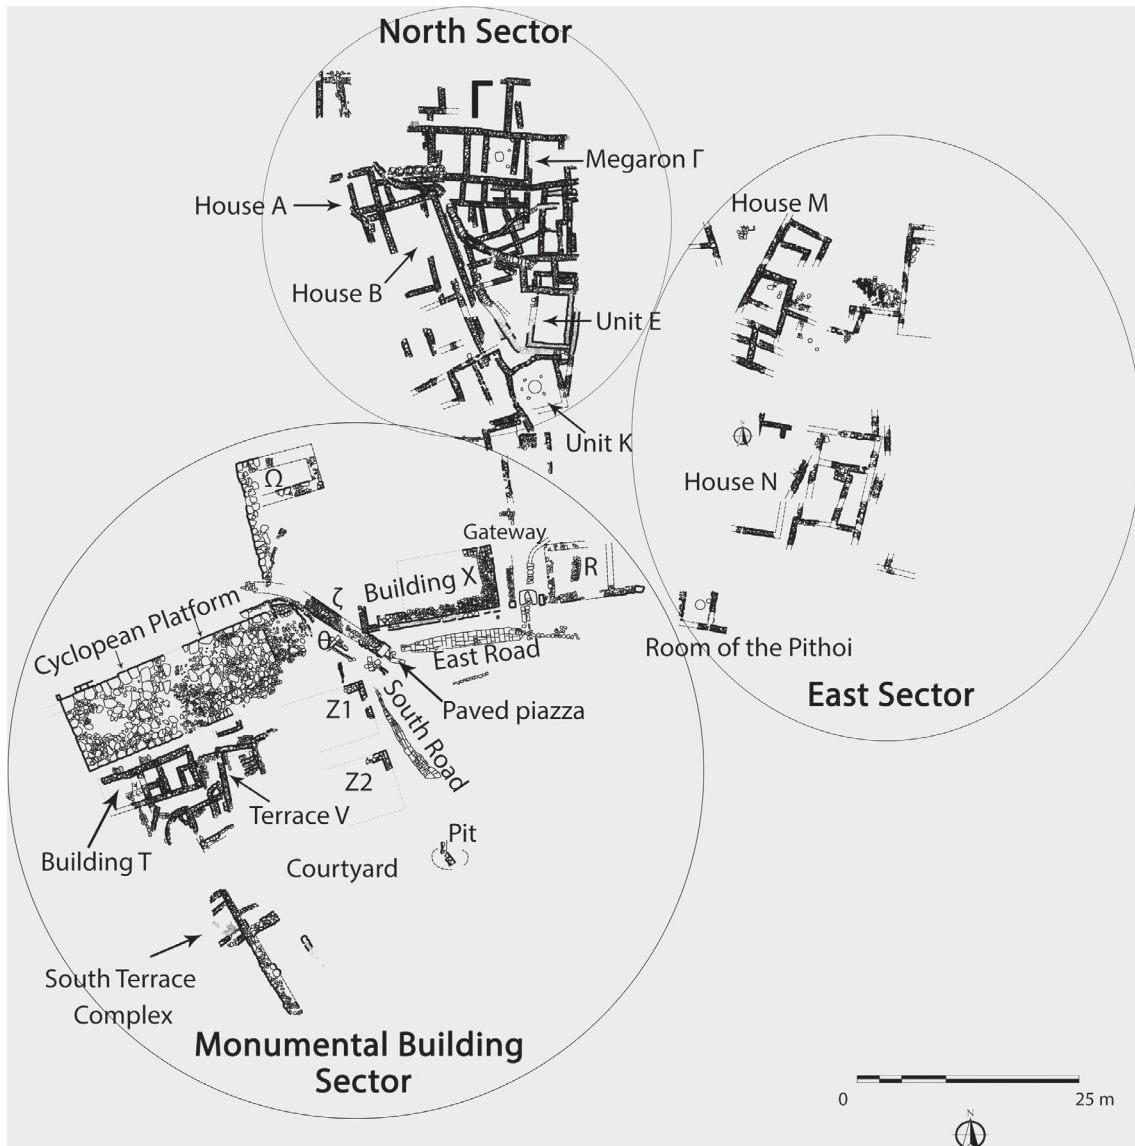 North Sector
Γ
Megaron Γ
House A
House M
House B
Unit E
Unit K
House N
Ω
Gateway
Building X
R
ζ
Cyclopean Platform
θ
East Road
Room of the Pithoi
East Sector
Z1
South Road
Paved piazza
Z2
Terrace V
Pit
Building T
Courtyard
South Terrace
Complex
Monumental Building
Sector
0
25 m
N